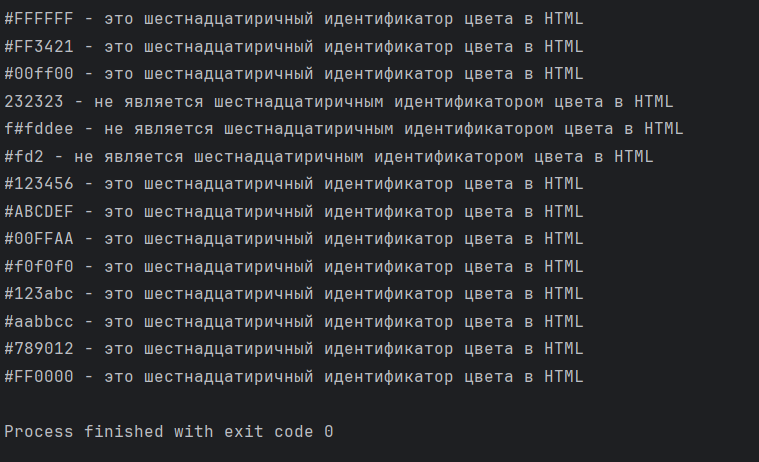 #FFFFFF - это шестнадцатиричный идентификатор цвета в HTML
#FF3421 - это шестнадцатиричный идентификатор цвета в HTML
#00ff00 - это шестнадцатиричный идентификатор цвета в HTML
232323 - не является шестнадцатиричным идентификатором цвета в HTML
f#fddee - не является шестнадцатиричным идентификатором цвета в HTML
#fd2 - не является шестнадцатиричным идентификатором цвета в HTML
#123456 - это шестнадцатиричный идентификатор цвета в HTML
#ABCDEF - это шестнадцатиричный идентификатор цвета в HTML
#00FFAA - это шестнадцатиричный идентификатор цвета в HTML
#f0f0f0 - это шестнадцатиричный идентификатор цвета в HTML
#123abc - это шестнадцатиричный идентификатор цвета в HTML
#aabbcc - это шестнадцатиричный идентификатор цвета в HTML
#789012 - это шестнадцатиричный идентификатор цвета в HTML
#FF0000 - это шестнадцатиричный идентификатор цвета в HTML
Process finished with exit code 0